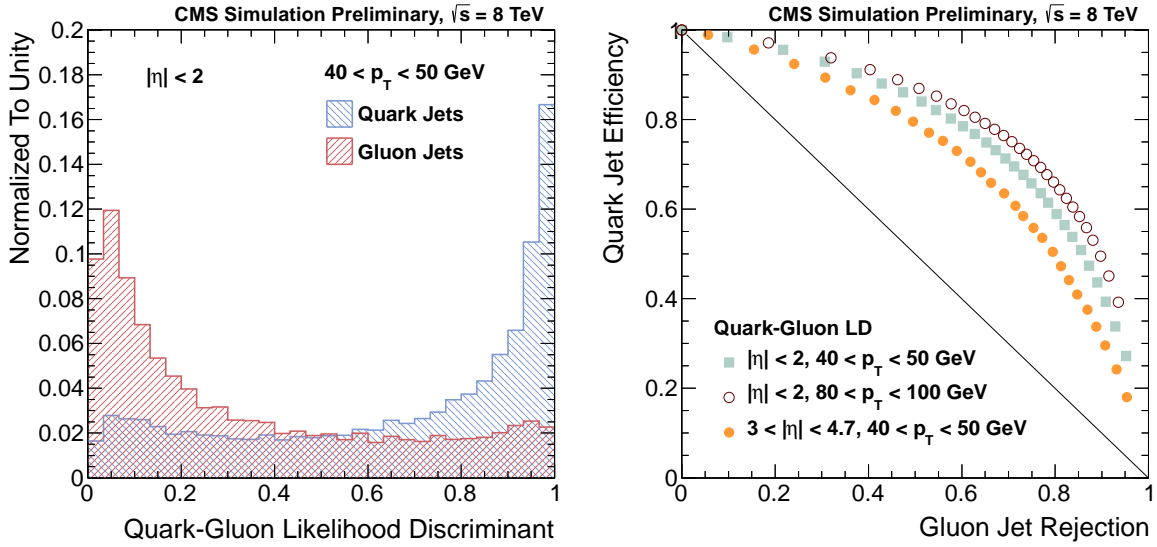 CMS Simulation Preliminary, √s = 8 TeV
Normalized To Unity
0.2
0.18
0.16
0.14
0.12
0.1
0.08
0.06
0.04
0.02
0
|η| < 2
40 < p_T < 50 GeV
Quark Jets
Gluon Jets
0 0.2 0.4 0.6 0.8 1
Quark-Gluon Likelihood Discriminant
CMS Simulation Preliminary, √s = 8 TeV
Quark Jet Efficiency
1
0.8
0.6
0.4
0.2
0
Quark-Gluon LD
|η| < 2, 40 < p_T < 50 GeV
|η| < 2, 80 < p_T < 100 GeV
3 < |η| < 4.7, 40 < p_T < 50 GeV
0 0.2 0.4 0.6 0.8 1
Gluon Jet Rejection